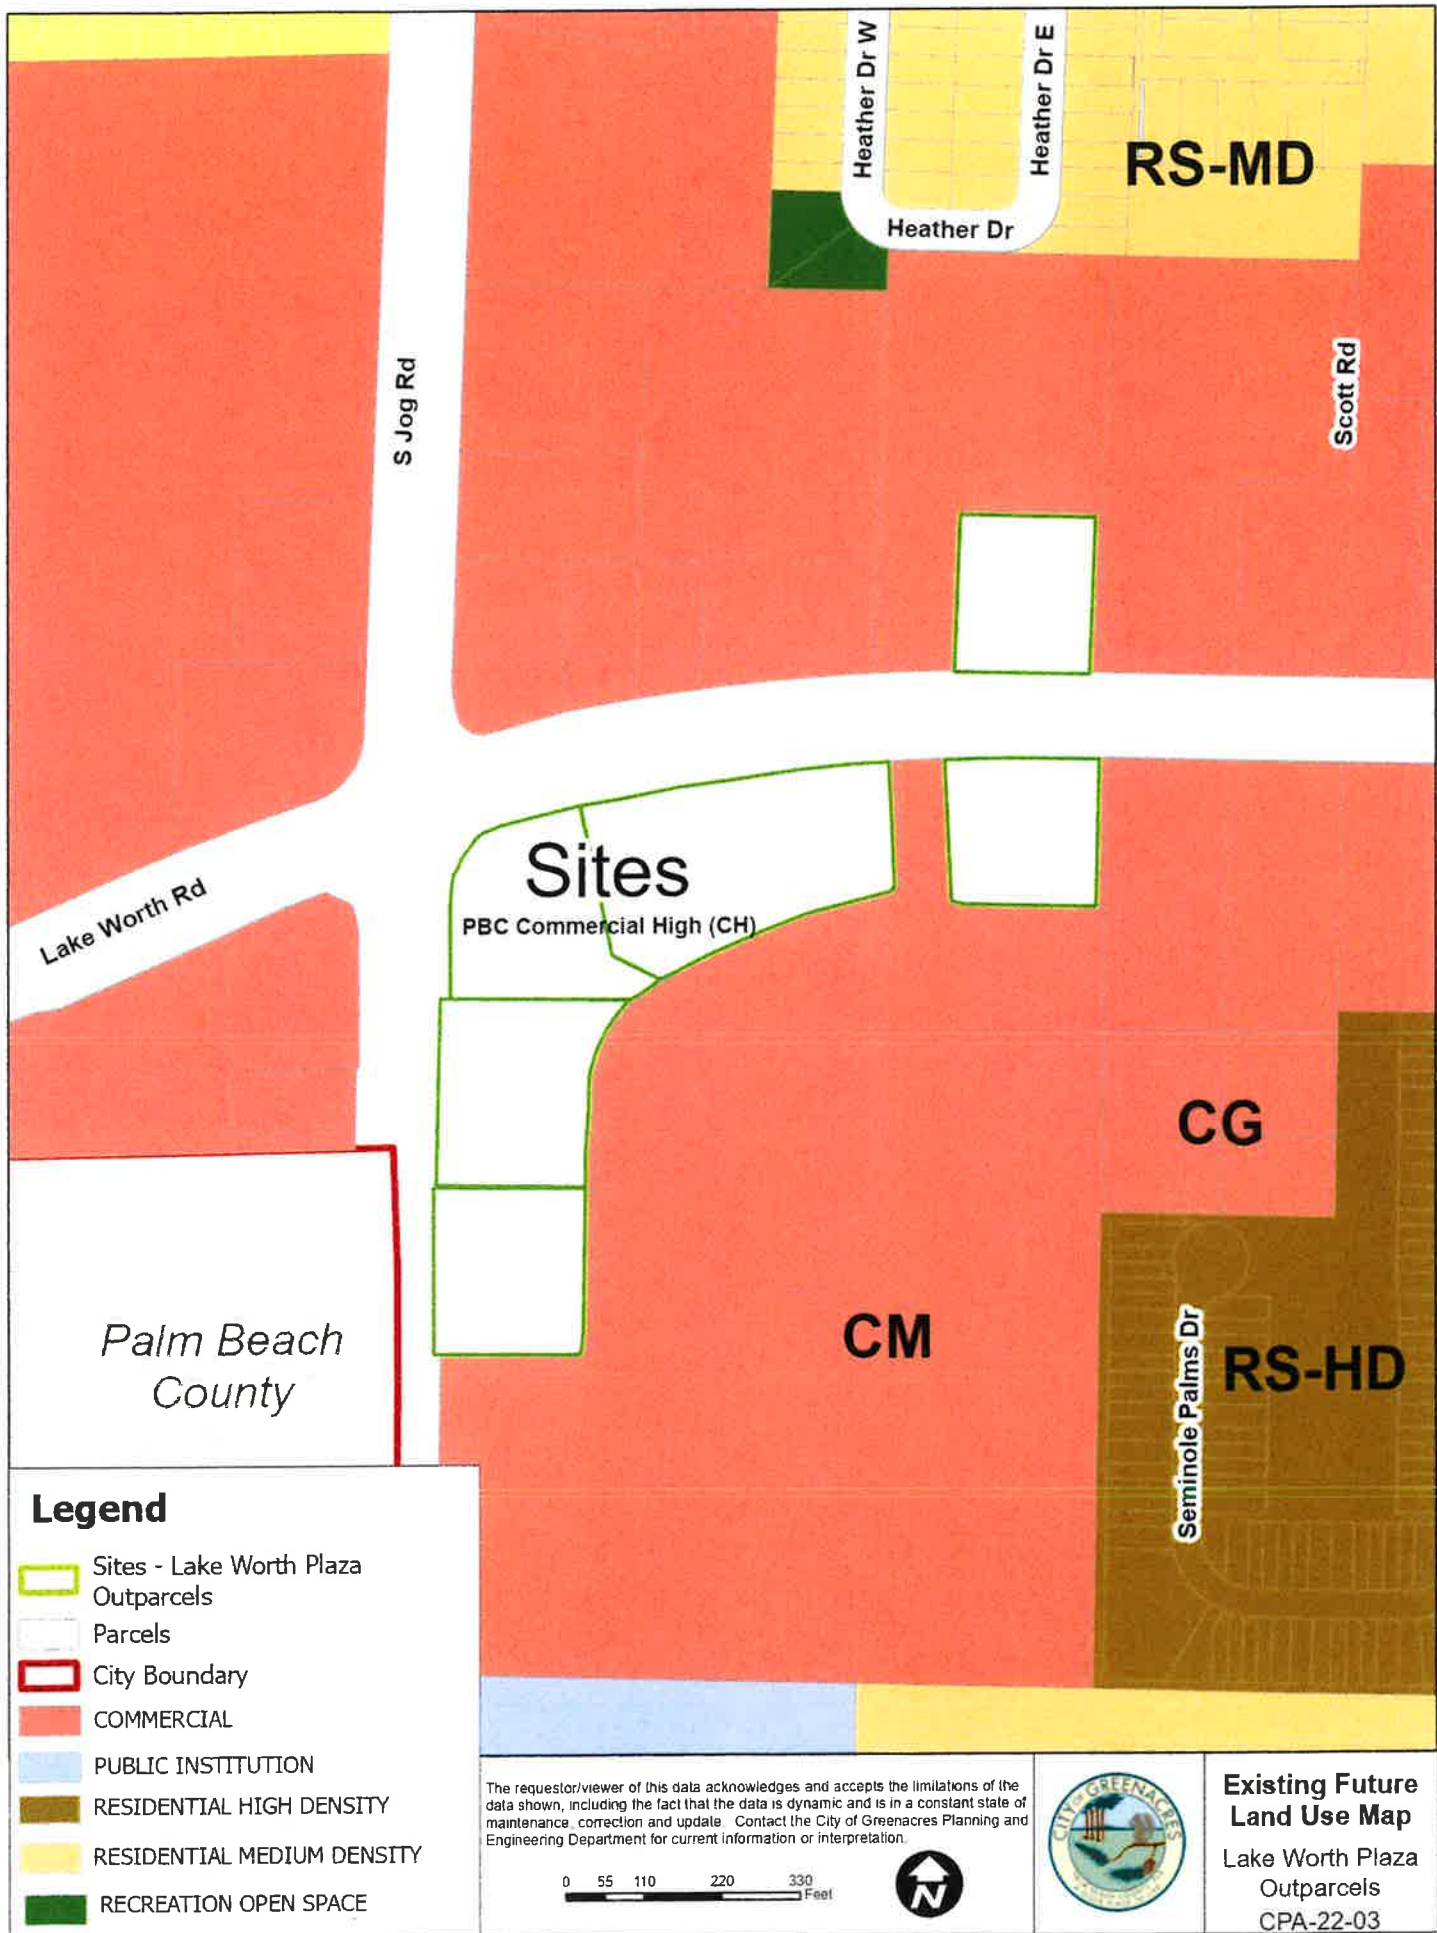 Heather Dr W
Heather Dr E
RS-MD
Heather Dr
S Jog Rd
Scott Rd
Sites
PBC Commercial High (CH)
Lake Worth Rd
CG
CM
Palm Beach
County
RS-HD
Seminole Palms Dr
Legend
Sites - Lake Worth Plaza
Outparcels
Parcels
City Boundary
COMMERCIAL
PUBLIC INSTITUTION
RESIDENTIAL HIGH DENSITY
RESIDENTIAL MEDIUM DENSITY
RECREATION OPEN SPACE
The requestor/viewer of this data acknowledges and accepts the limitations of the
data shown, including the fact that the data is dynamic and is in a constant state of
maintenance, correction and update. Contact the City of Greenacres Planning and
Engineering Department for current information or interpretation.
0 55 110 220 330
Feet
N
CITY OF GREENACRES
Existing Future
Land Use Map
Lake Worth Plaza
Outparcels
CPA-22-03